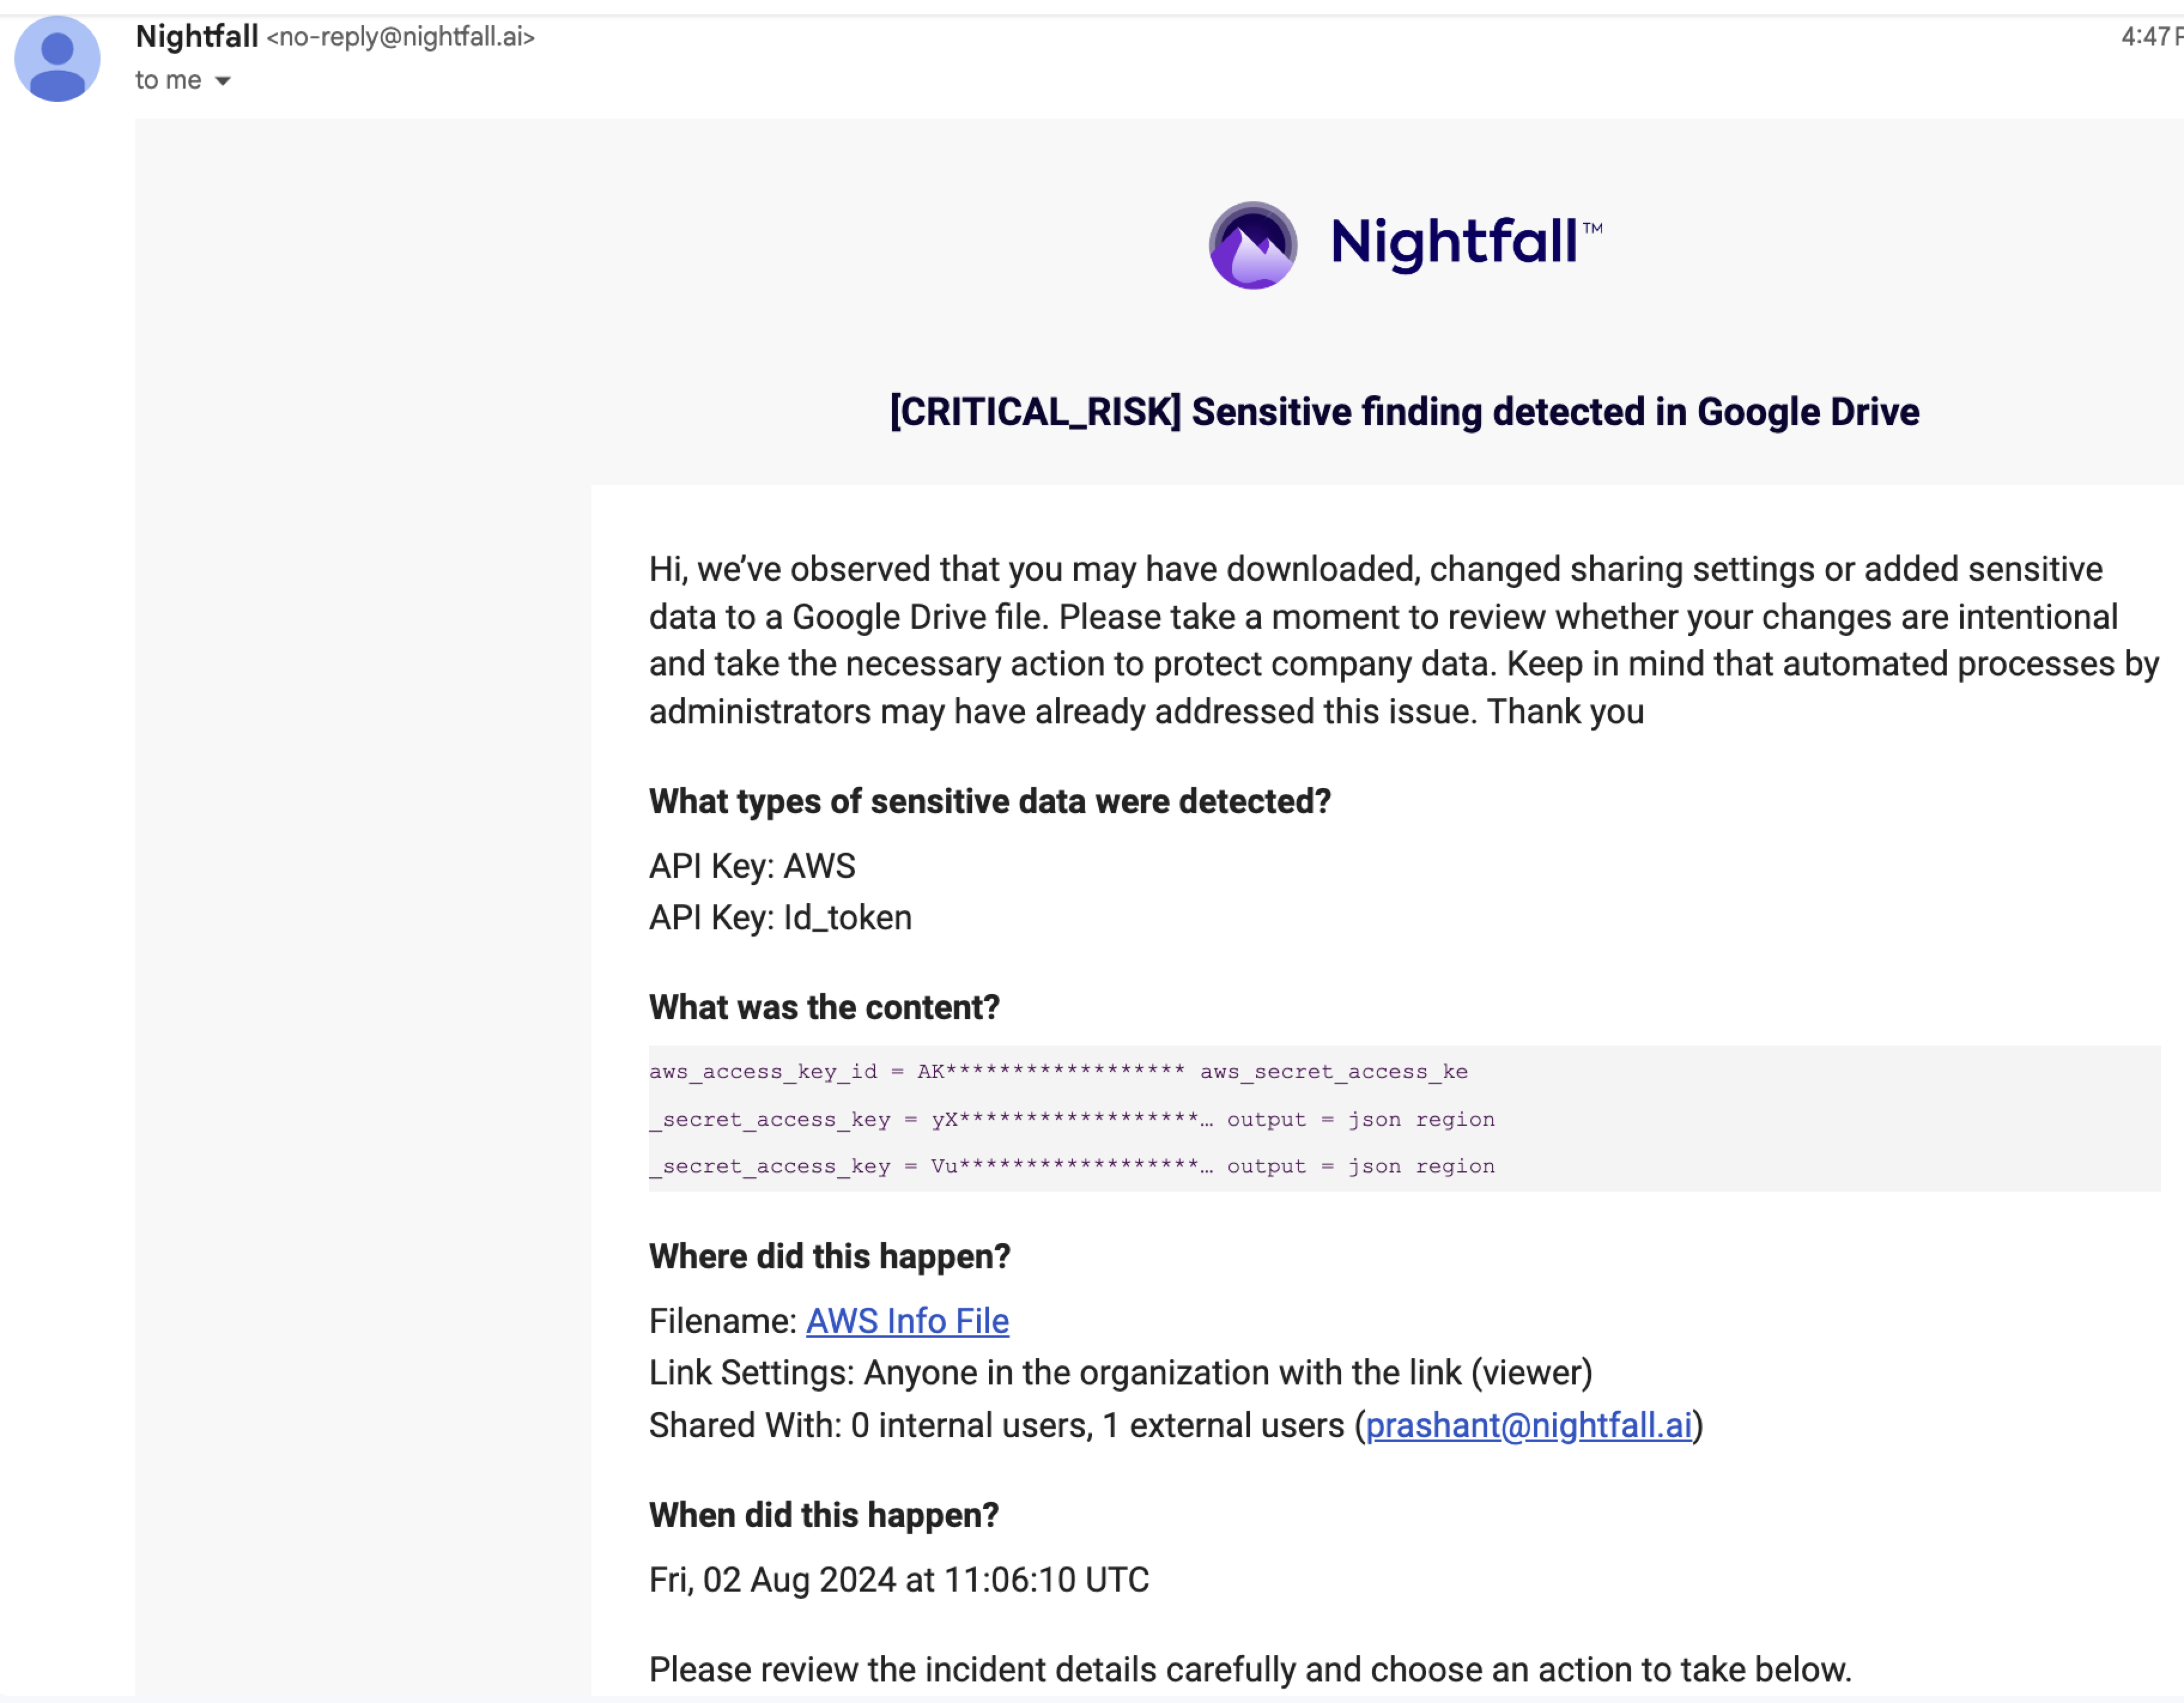 Nightfall <no-reply@nightfall.ai>
4:47
to me
Nightfall™
[CRITICAL_RISK] Sensitive finding detected in Google Drive
Hi, we’ve observed that you may have downloaded, changed sharing settings or added sensitive
data to a Google Drive file. Please take a moment to review whether your changes are intentional
and take the necessary action to protect company data. Keep in mind that automated processes by
administrators may have already addressed this issue. Thank you
What types of sensitive data were detected?
API Key: AWS
API Key: Id_token
What was the content?
aws_access_key_id = AK****************** aws_secret_access_ke
_secret_access_key = yX******************… output = json region
_secret_access_key = Vu******************… output = json region
Where did this happen?
Filename: AWS Info File
Link Settings: Anyone in the organization with the link (viewer)
Shared With: 0 internal users, 1 external users (prashant@nightfall.ai)
When did this happen?
Fri, 02 Aug 2024 at 11:06:10 UTC
Please review the incident details carefully and choose an action to take below.